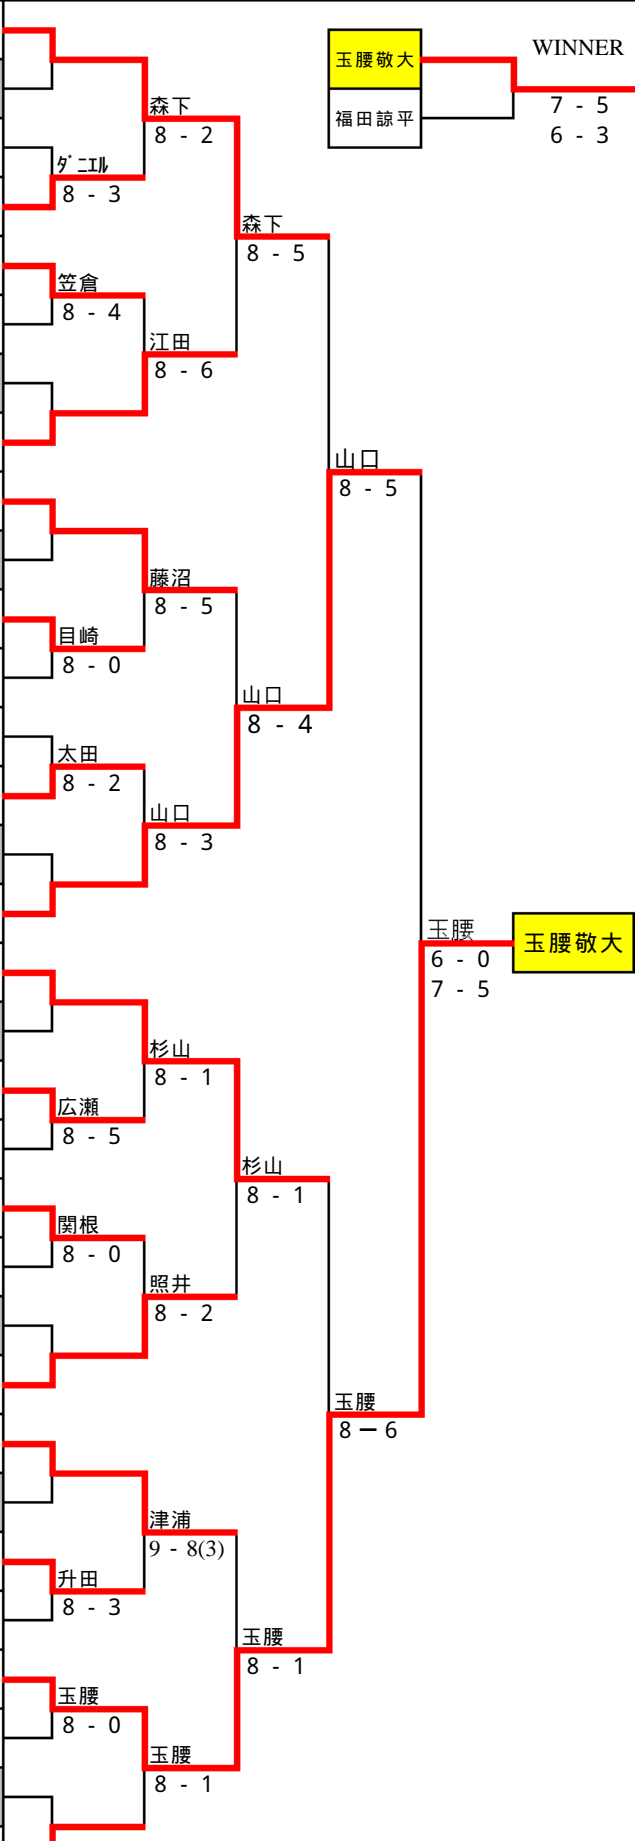 WINNER
玉腰敬大
福田諒平
7 - 5
6 - 3
森下
8 - 2
ﾀﾞﾆｴﾙ
8 - 3
森下
8 - 5
笠倉
8 - 4
江田
8 - 6
山口
8 - 5
藤沼
8 - 5
目崎
8 - 0
山口
8 - 4
太田
8 - 2
山口
8 - 3
玉腰
6 - 0
7 - 5
玉腰敬大
杉山
8 - 1
広瀬
8 - 5
杉山
8 - 1
関根
8 - 0
照井
8 - 2
玉腰
8ー6
津浦
9 - 8(3)
升田
8 - 3
玉腰
8 - 1
玉腰
8 - 0
玉腰
8 - 1